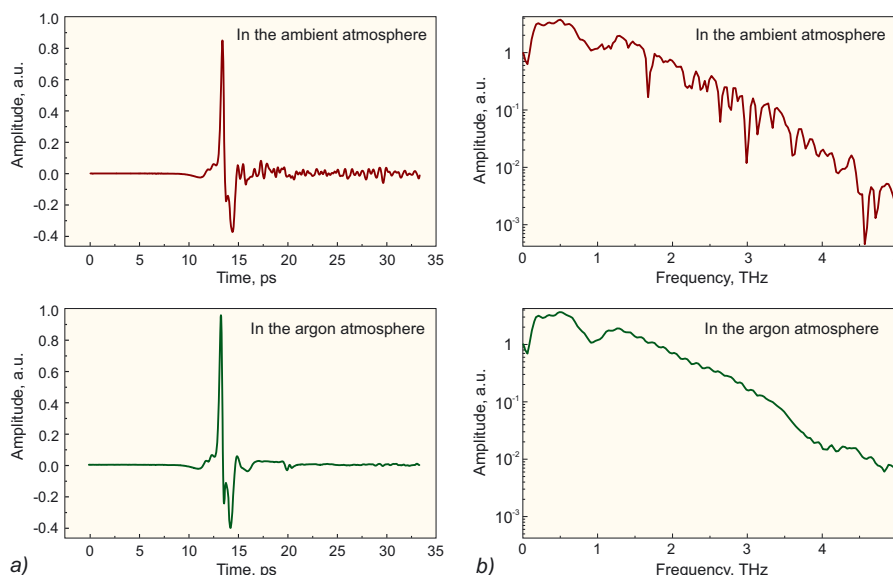 In the ambient atmosphere
Amplitude, a.u.
1.0
0.8
0.6
0.4
0.2
0.0
-0.2
-0.4
0 5 10 15 20 25 30 35
Time, ps
In the ambient atmosphere
Amplitude, a.u.
1
10-1
10-2
10-3
0 1 2 3 4
Frequency, THz
In the argon atmosphere
Amplitude, a.u.
1.0
0.8
0.6
0.4
0.2
0.0
-0.2
-0.4
0 5 10 15 20 25 30 35
Time, ps
a)
In the argon atmosphere
Amplitude, a.u.
1
10-1
10-2
10-3
0 1 2 3 4
Frequency, THz
b)